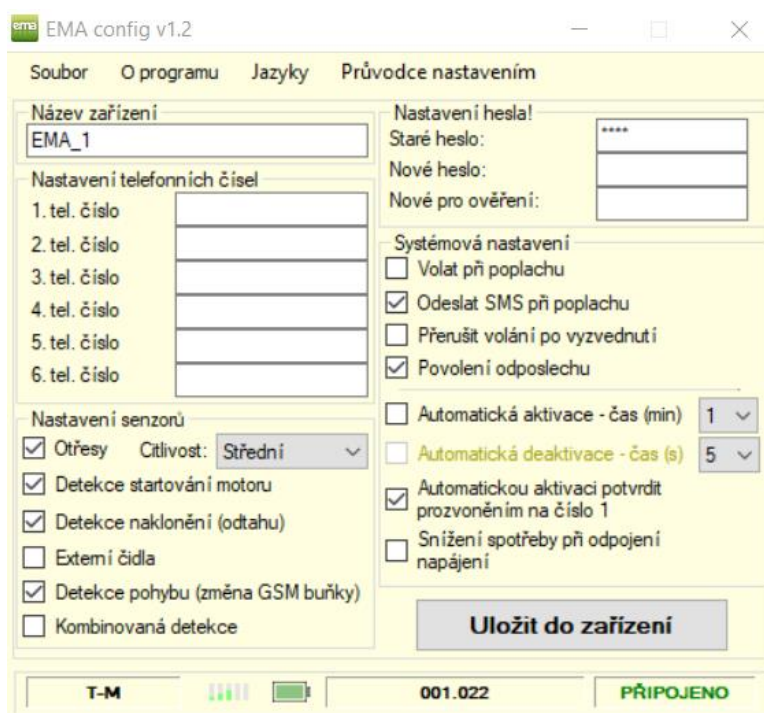 ema EMA config v1.2
Soubor O programu Jazyky Průvodce nastavením
Název zařízení
EMA_1
Nastavení telefonních čísel
1. tel. číslo
2. tel. číslo
3. tel. číslo
4. tel. číslo
5. tel. číslo
6. tel. číslo
Nastavení senzorů
Otřesy Citlivost: Střední
Detekce startování motoru
Detekce naklonění (odtahu)
Externí čidla
Detekce pohybu (změna GSM buňky)
Kombinovaná detekce
Nastavení hesla!
Staré heslo: ****
Nové heslo:
Nové pro ověření:
Systémová nastavení
Volat při poplachu
Odeslat SMS při poplachu
Přerušit volání po vyzvednutí
Povolení odposlechu
Automatická aktivace - čas (min) 1
Automatická deaktivace - čas (s) 5
Automatickou aktivaci potvrdit
prozvoněním na číslo 1
Snížení spotřeby při odpojení
napájení
Uložit do zařízení
T-M 001.022 PŘIPOJENO